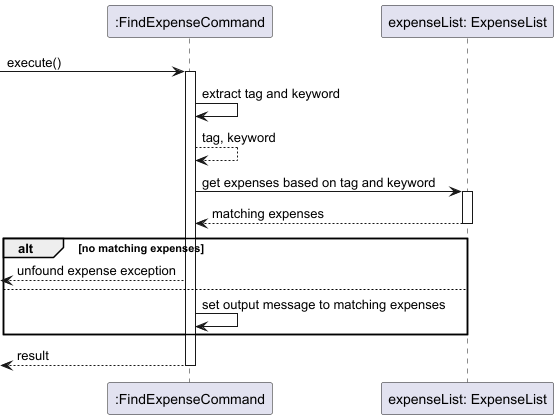 :FindExpenseCommand
expenseList: ExpenseList
execute()
extract tag and keyword
tag, keyword
get expenses based on tag and keyword
matching expenses
alt
[no matching expenses]
unfound expense exception
set output message to matching expenses
result
:FindExpenseCommand
expenseList: ExpenseList